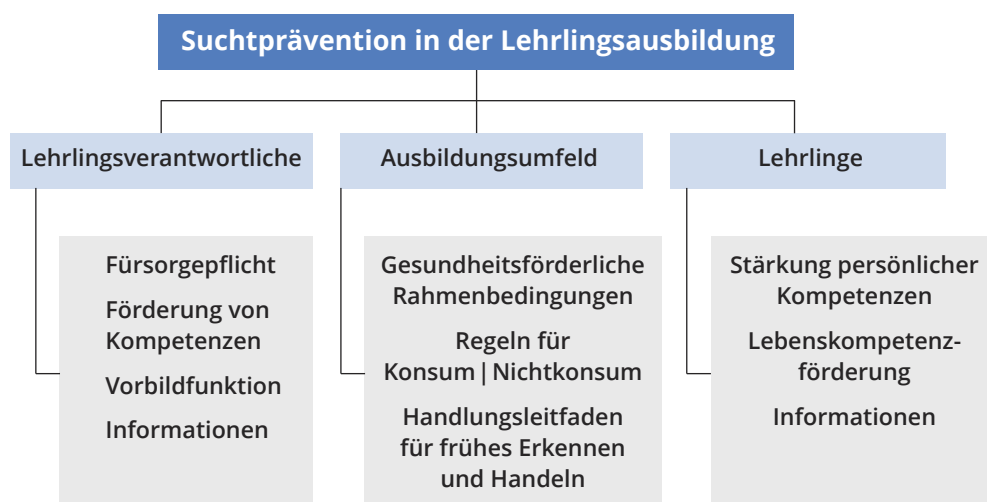 Suchtprävention in der Lehrlingsausbildung
Lehrlingsverantwortliche
Fürsorgepflicht
Förderung von
Kompetenzen
Vorbildfunktion
Informationen
Ausbildungsumfeld
Gesundheitsförderliche
Rahmenbedingungen
Regeln für
Konsum | Nichtkonsum
Handlungsleitfaden
für frühes Erkennen
und Handeln
Lehrlinge
Stärkung persönlicher
Kompetenzen
Lebenskompetenz-
förderung
Informationen